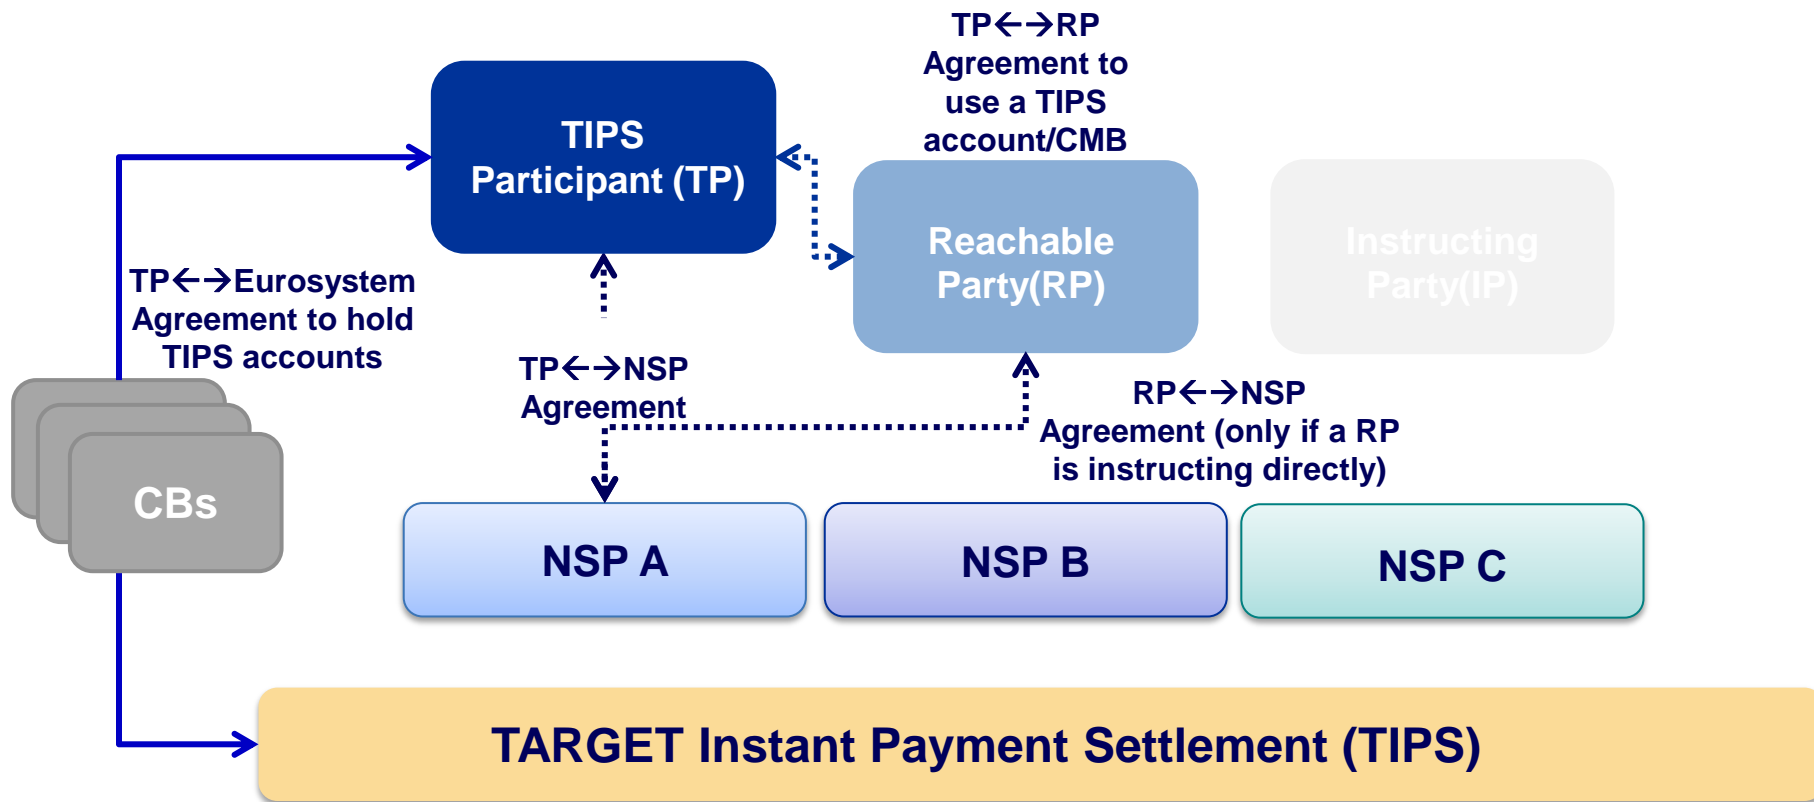 TP←→RP
Agreement to
use a TIPS
account/CMB
TIPS
Participant (TP)
Reachable
Party(RP)
Instructing
Party(IP)
TP←→Eurosystem
Agreement to hold
TIPS accounts
TP←→NSP
Agreement
RP←→NSP
Agreement (only if a RP
is instructing directly)
CBs
NSP A
NSP B
NSP C
TARGET Instant Payment Settlement (TIPS)